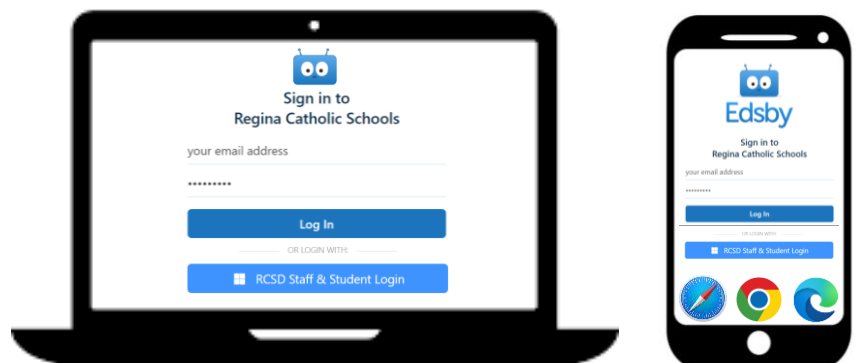 Sign in to
Regina Catholic Schools
your email address
•••••••••
Log In
OR LOGIN WITH:
RCSD Staff & Student Login
Edsby
Sign in to
Regina Catholic Schools
your email address
•••••••••
Log In
OR LOGIN WITH:
RCSD Staff & Student Login